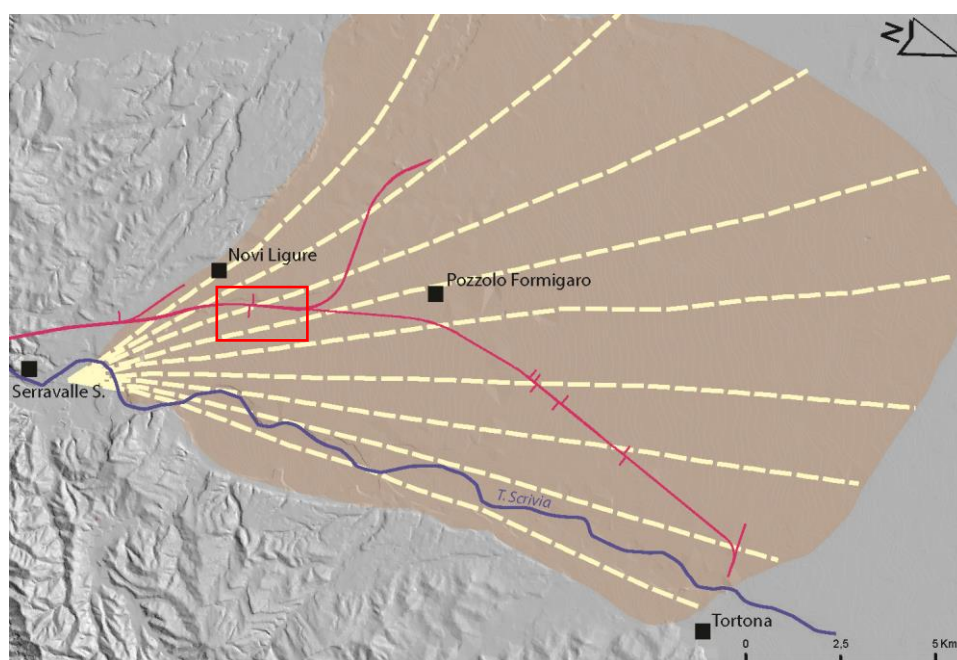 N
Novi Ligure
Pozzolo Formigaro
Serravalle S.
T. Scrivia
Tortona
0 2,5 5 Km